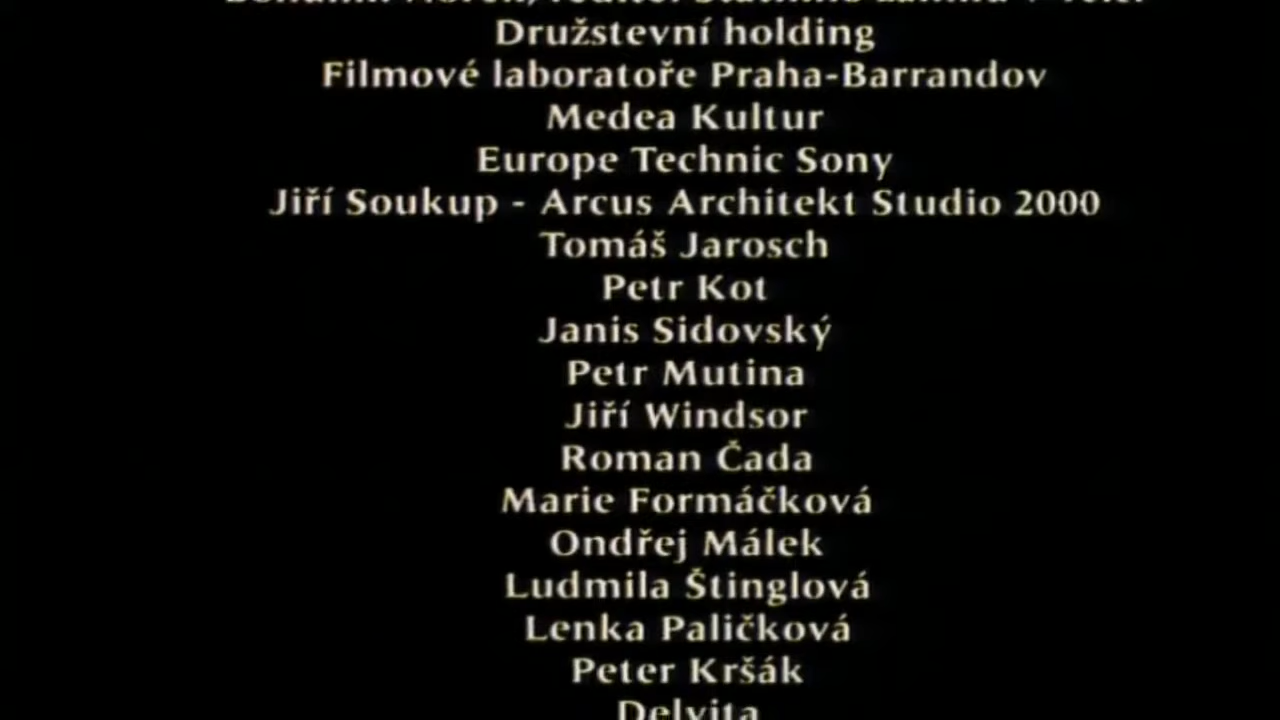 Družstevní holding
Filmové laboratoře Praha-Barrandov
Medea Kultur
Europe Technic Sony
Jiří Soukup - Arcus Architekt Studio 2000
Tomáš Jarosch
Petr Kot
Janis Sidovský
Petr Mutina
Jiří Windsor
Roman Čada
Marie Formáčková
Ondřej Málek
Ludmila Štinglová
Lenka Paličková
Peter Kršák
Delvita